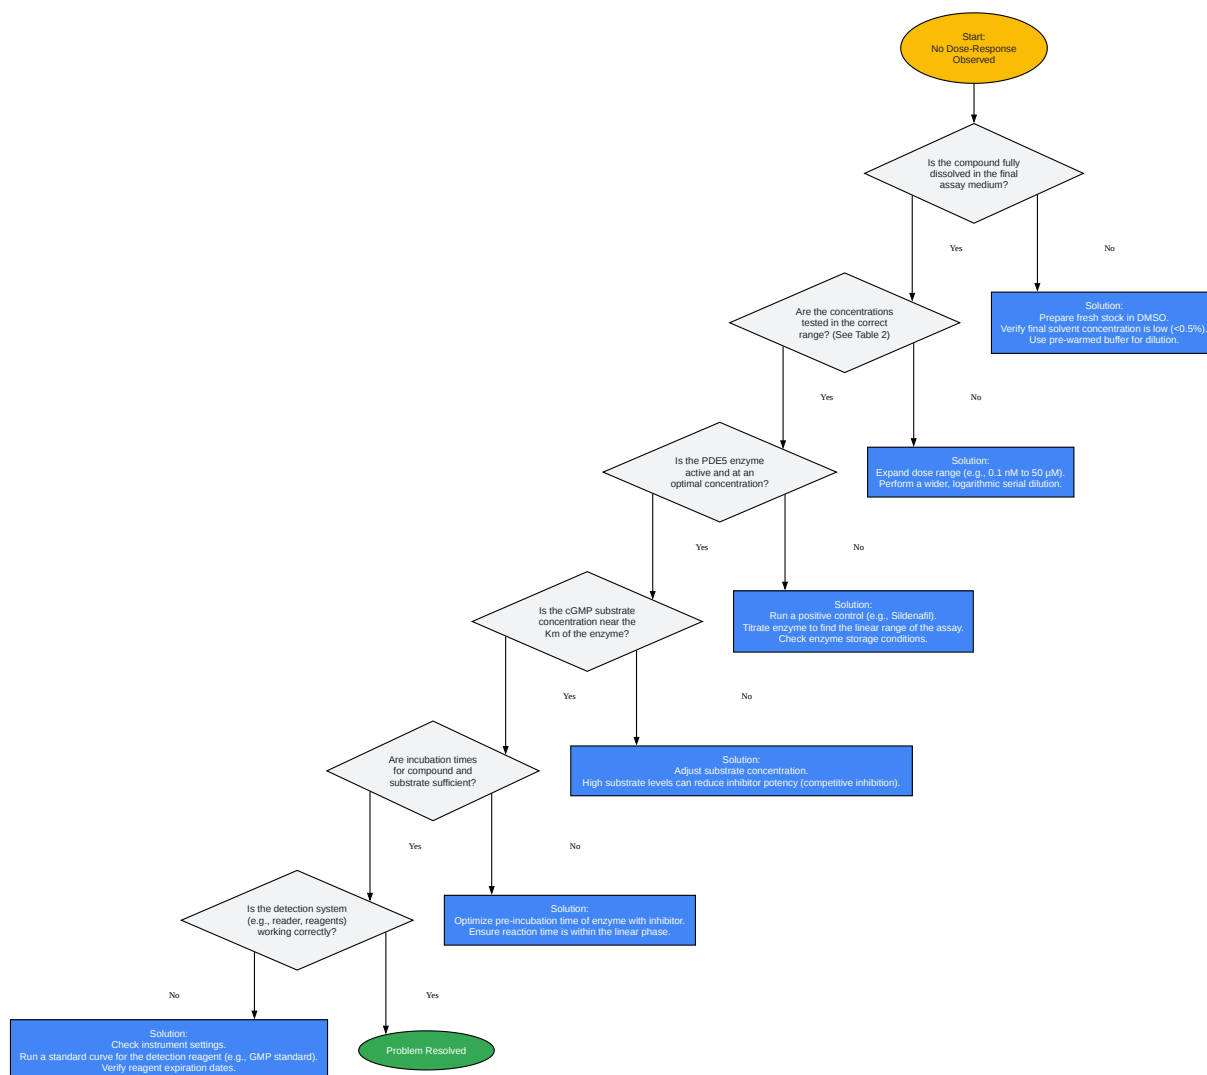 Start:
No Dose-Response
Observed
Is the compound fully
dissolved in the final
assay medium?
Yes
No
Are the concentrations
tested in the correct
range? (See Table 2)
Solution:
Prepare fresh stock in DMSO.
Verify final solvent concentration is low (<0.5%).
Use pre-warmed buffer for dilution.
Yes
No
Is the PDE5 enzyme
active and at an
optimal concentration?
Solution:
Expand dose range (e.g., 0.1 nM to 50 µM).
Perform a wider, logarithmic serial dilution.
Yes
No
Is the cGMP substrate
concentration near the
Km of the enzyme?
Solution:
Run a positive control (e.g., Sildenafil).
Titrate enzyme to find the linear range of the assay.
Check enzyme storage conditions.
Yes
No
Are incubation times
for compound and
substrate sufficient?
Solution:
Adjust substrate concentration.
High substrate levels can reduce inhibitor potency (competitive inhibition).
Yes
No
Is the detection system
(e.g., reader, reagents)
working correctly?
Solution:
Optimize pre-incubation time of enzyme with inhibitor.
Ensure reaction time is within the linear phase.
No
Yes
Solution:
Check instrument settings.
Run a standard curve for the detection reagent (e.g., GMP standard).
Verify reagent expiration dates.
Problem Resolved